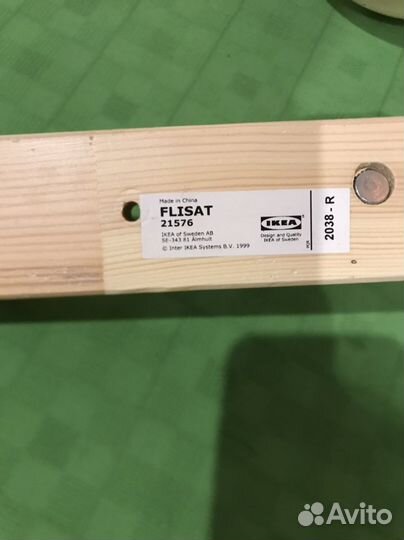 Made in China
FLISAT
21576
IKEA of Sweden AB
SE-343 81 Älmhult
© Inter IKEA Systems B.V. 1999
IKEA
Design and Quality
IKEA of Sweden
2038 - R
Avito